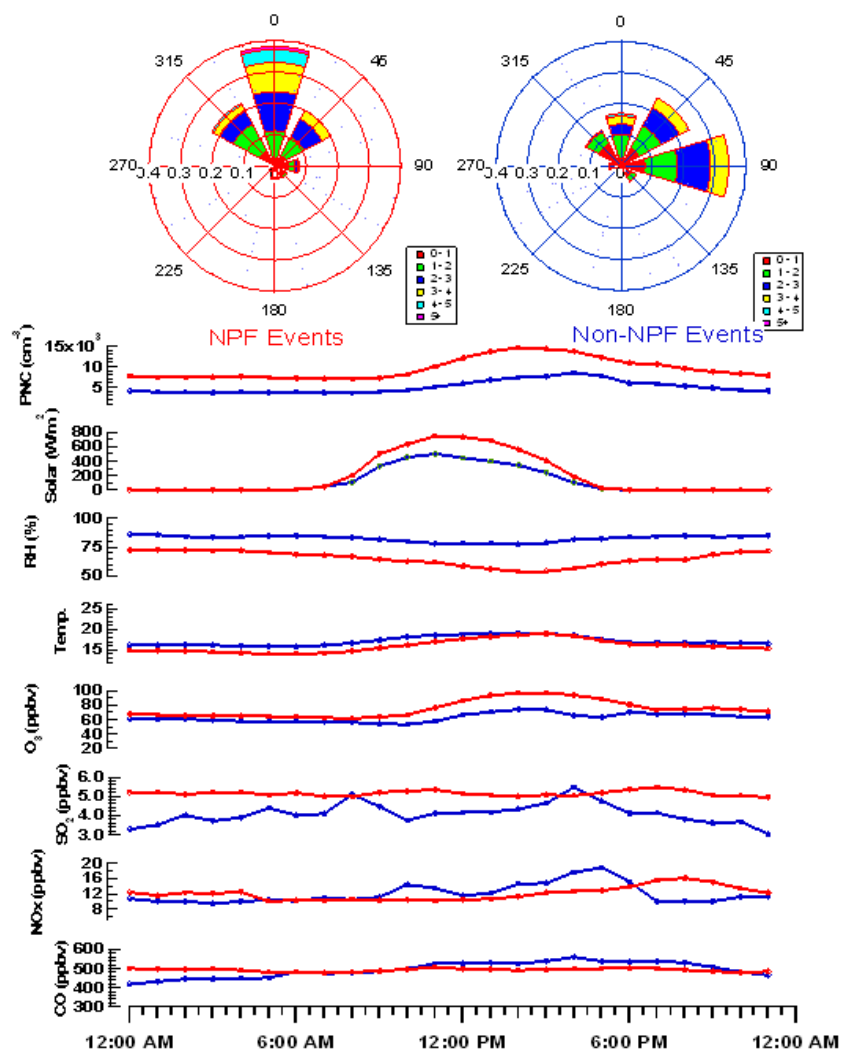 0 0
315 45 315 45
270 0.4 0.3 0.2 0.1 0 90 270 0.4 0.3 0.2 0.1 0 90
225 135 225 135
180 180
0 - 1
1 - 2
2 - 3
3 - 4
4 - 5
5+
0 - 1
1 - 2
2 - 3
3 - 4
4 - 5
5+
NPF Events Non-NPF Events
PNC (cm⁻³)
15x10³
10
5
Solar (W/m²)
800
600
400
200
0
RH (%)
100
75
50
Temp.
25
20
15
O₃ (ppbv)
100
80
60
40
20
SO₂ (ppbv)
6.0
5.0
4.0
3.0
NOx (ppbv)
20
16
12
8
CO (ppbv)
600
500
400
300
12:00 AM 6:00 AM 12:00 PM 6:00 PM 12:00 AM